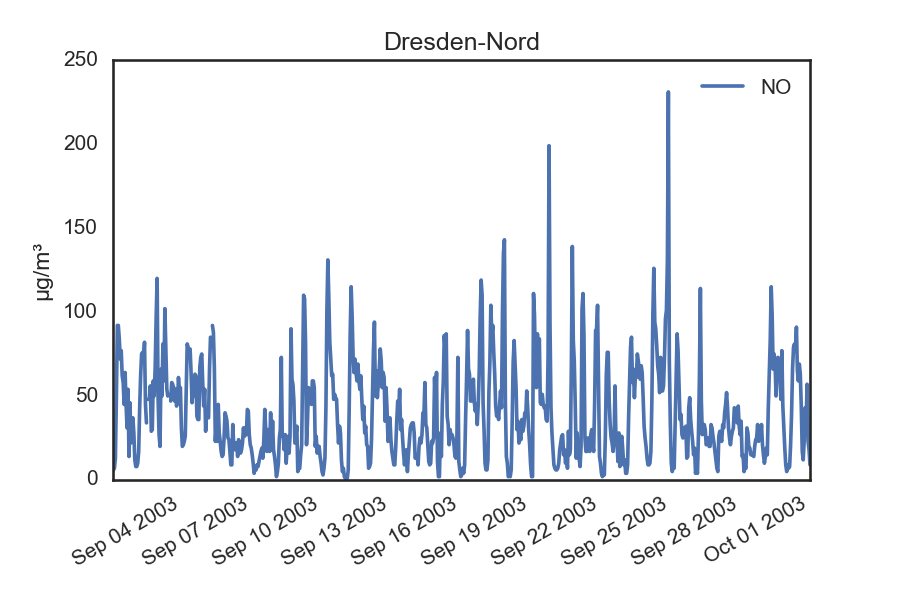 Dresden-Nord
250
200
150
100
50
0
µg/m³
NO
Sep 04 2003
Sep 07 2003
Sep 10 2003
Sep 13 2003
Sep 16 2003
Sep 19 2003
Sep 22 2003
Sep 25 2003
Sep 28 2003
Oct 01 2003